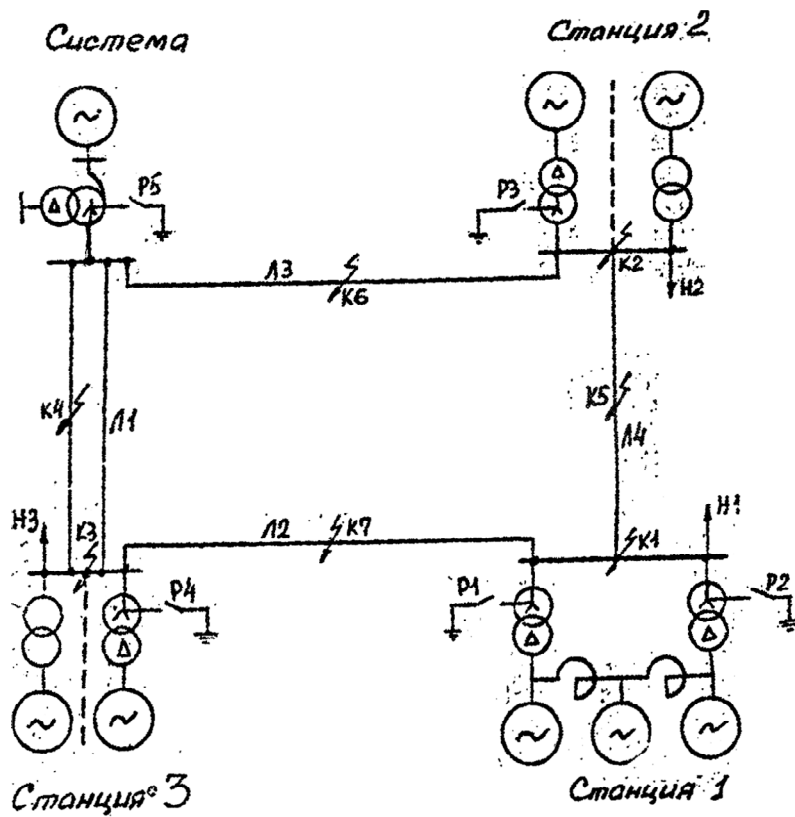 Система
Станция 2
Р5
Р3
Л3
К6
К2
Н2
К4
Л1
К5
Л4
Н3
К3
Л2
К7
К1
Н1
Р4
Р1
Р2
Станция 3
Станция 1